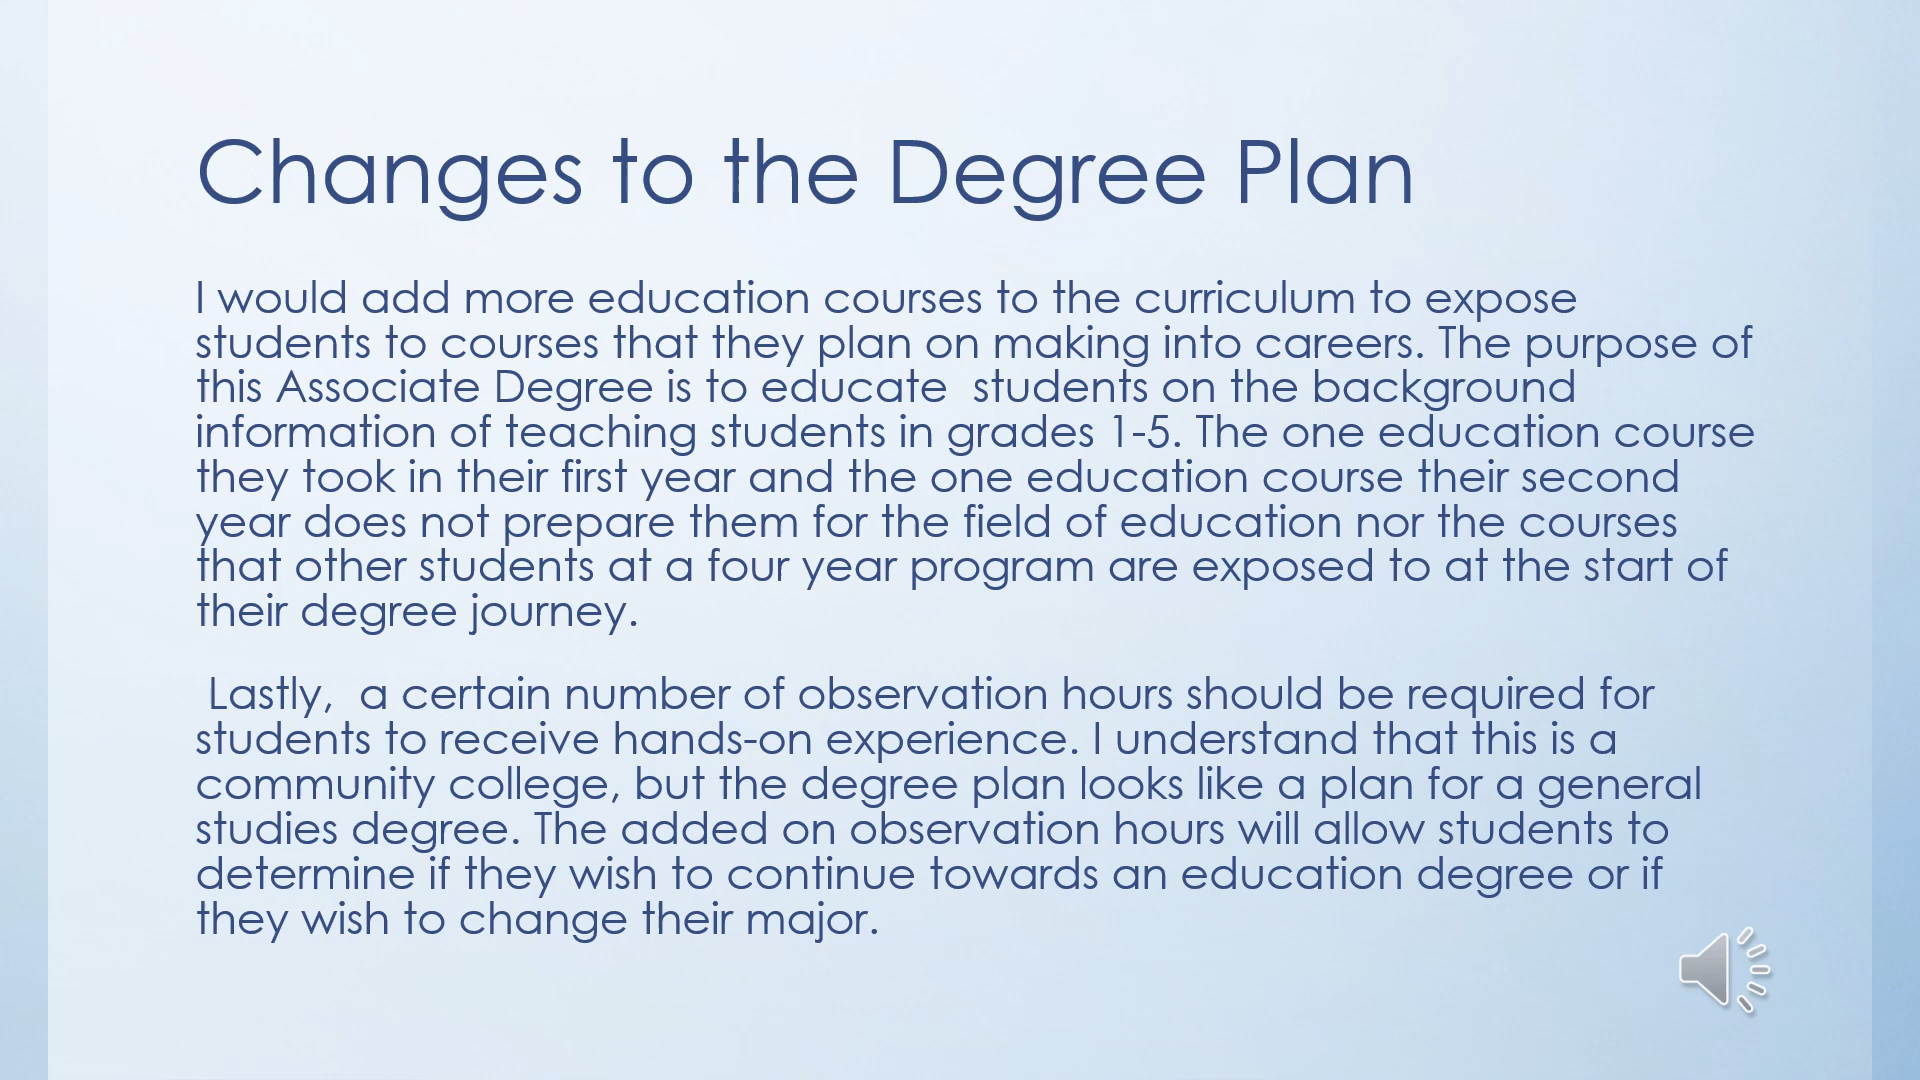 Changes to the Degree Plan
I would add more education courses to the curriculum to expose
students to courses that they plan on making into careers. The purpose of
this Associate Degree is to educate  students on the background
information of teaching students in grades 1-5. The one education course
they took in their first year and the one education course their second
year does not prepare them for the field of education nor the courses
that other students at a four year program are exposed to at the start of
their degree journey.
Lastly,  a certain number of observation hours should be required for
students to receive hands-on experience. I understand that this is a
community college, but the degree plan looks like a plan for a general
studies degree. The added on observation hours will allow students to
determine if they wish to continue towards an education degree or if
they wish to change their major.